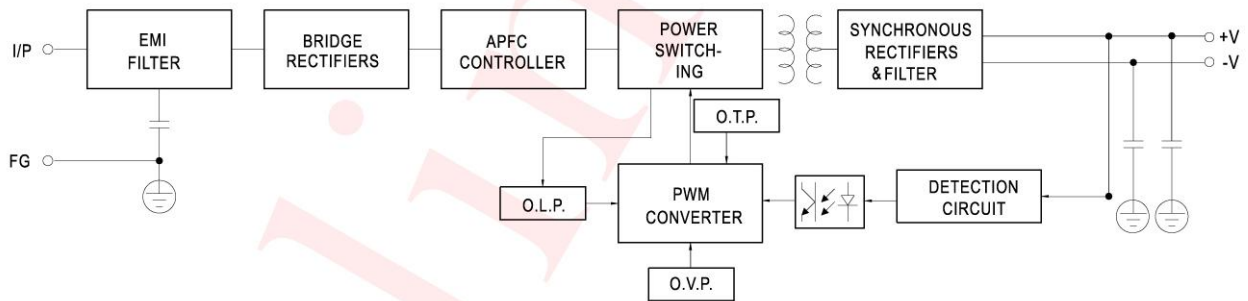 I/P
EMI
FILTER
BRIDGE
RECTIFIERS
APFC
CONTROLLER
POWER
SWITCH-
ING
SYNCHRONOUS
RECTIFIERS
& FILTER
+V
-V
O.T.P.
FG
O.L.P.
PWM
CONVERTER
DETECTION
CIRCUIT
O.V.P.